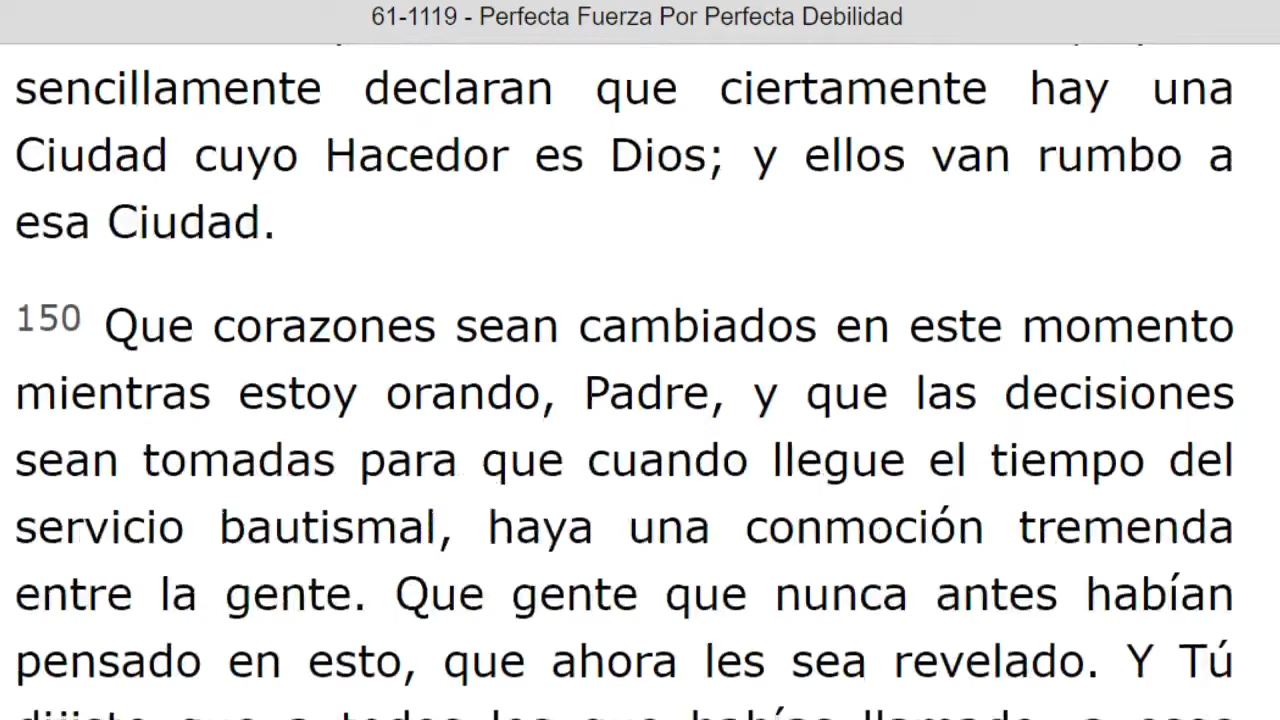 61-1119 - Perfecta Fuerza Por Perfecta Debilidad
sencillamente declaran que ciertamente hay una
Ciudad cuyo Hacedor es Dios; y ellos van rumbo a
esa Ciudad.
150 Que corazones sean cambiados en este momento
mientras estoy orando, Padre, y que las decisiones
sean tomadas para que cuando llegue el tiempo del
servicio bautismal, haya una conmoción tremenda
entre la gente. Que gente que nunca antes habían
pensado en esto, que ahora les sea revelado. Y Tú